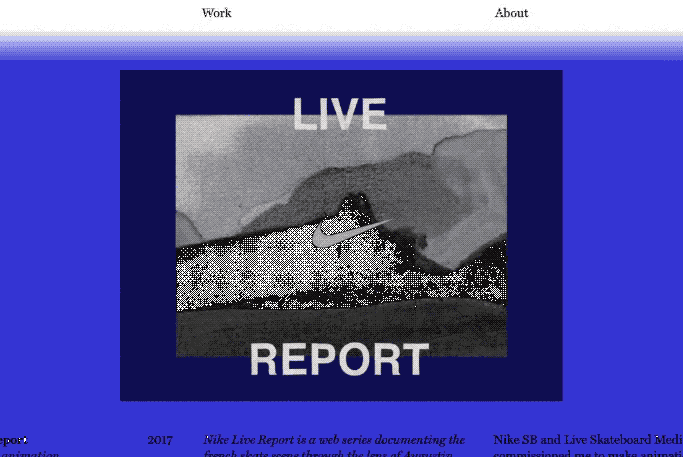 Work
About
LIVE
REPORT
eport
2017
Nike Live Report is a web series documenting the
Nike SB and Live Skateboard Medi
animation
french skate scene through the lens of Augustin
commissioned me to make animati